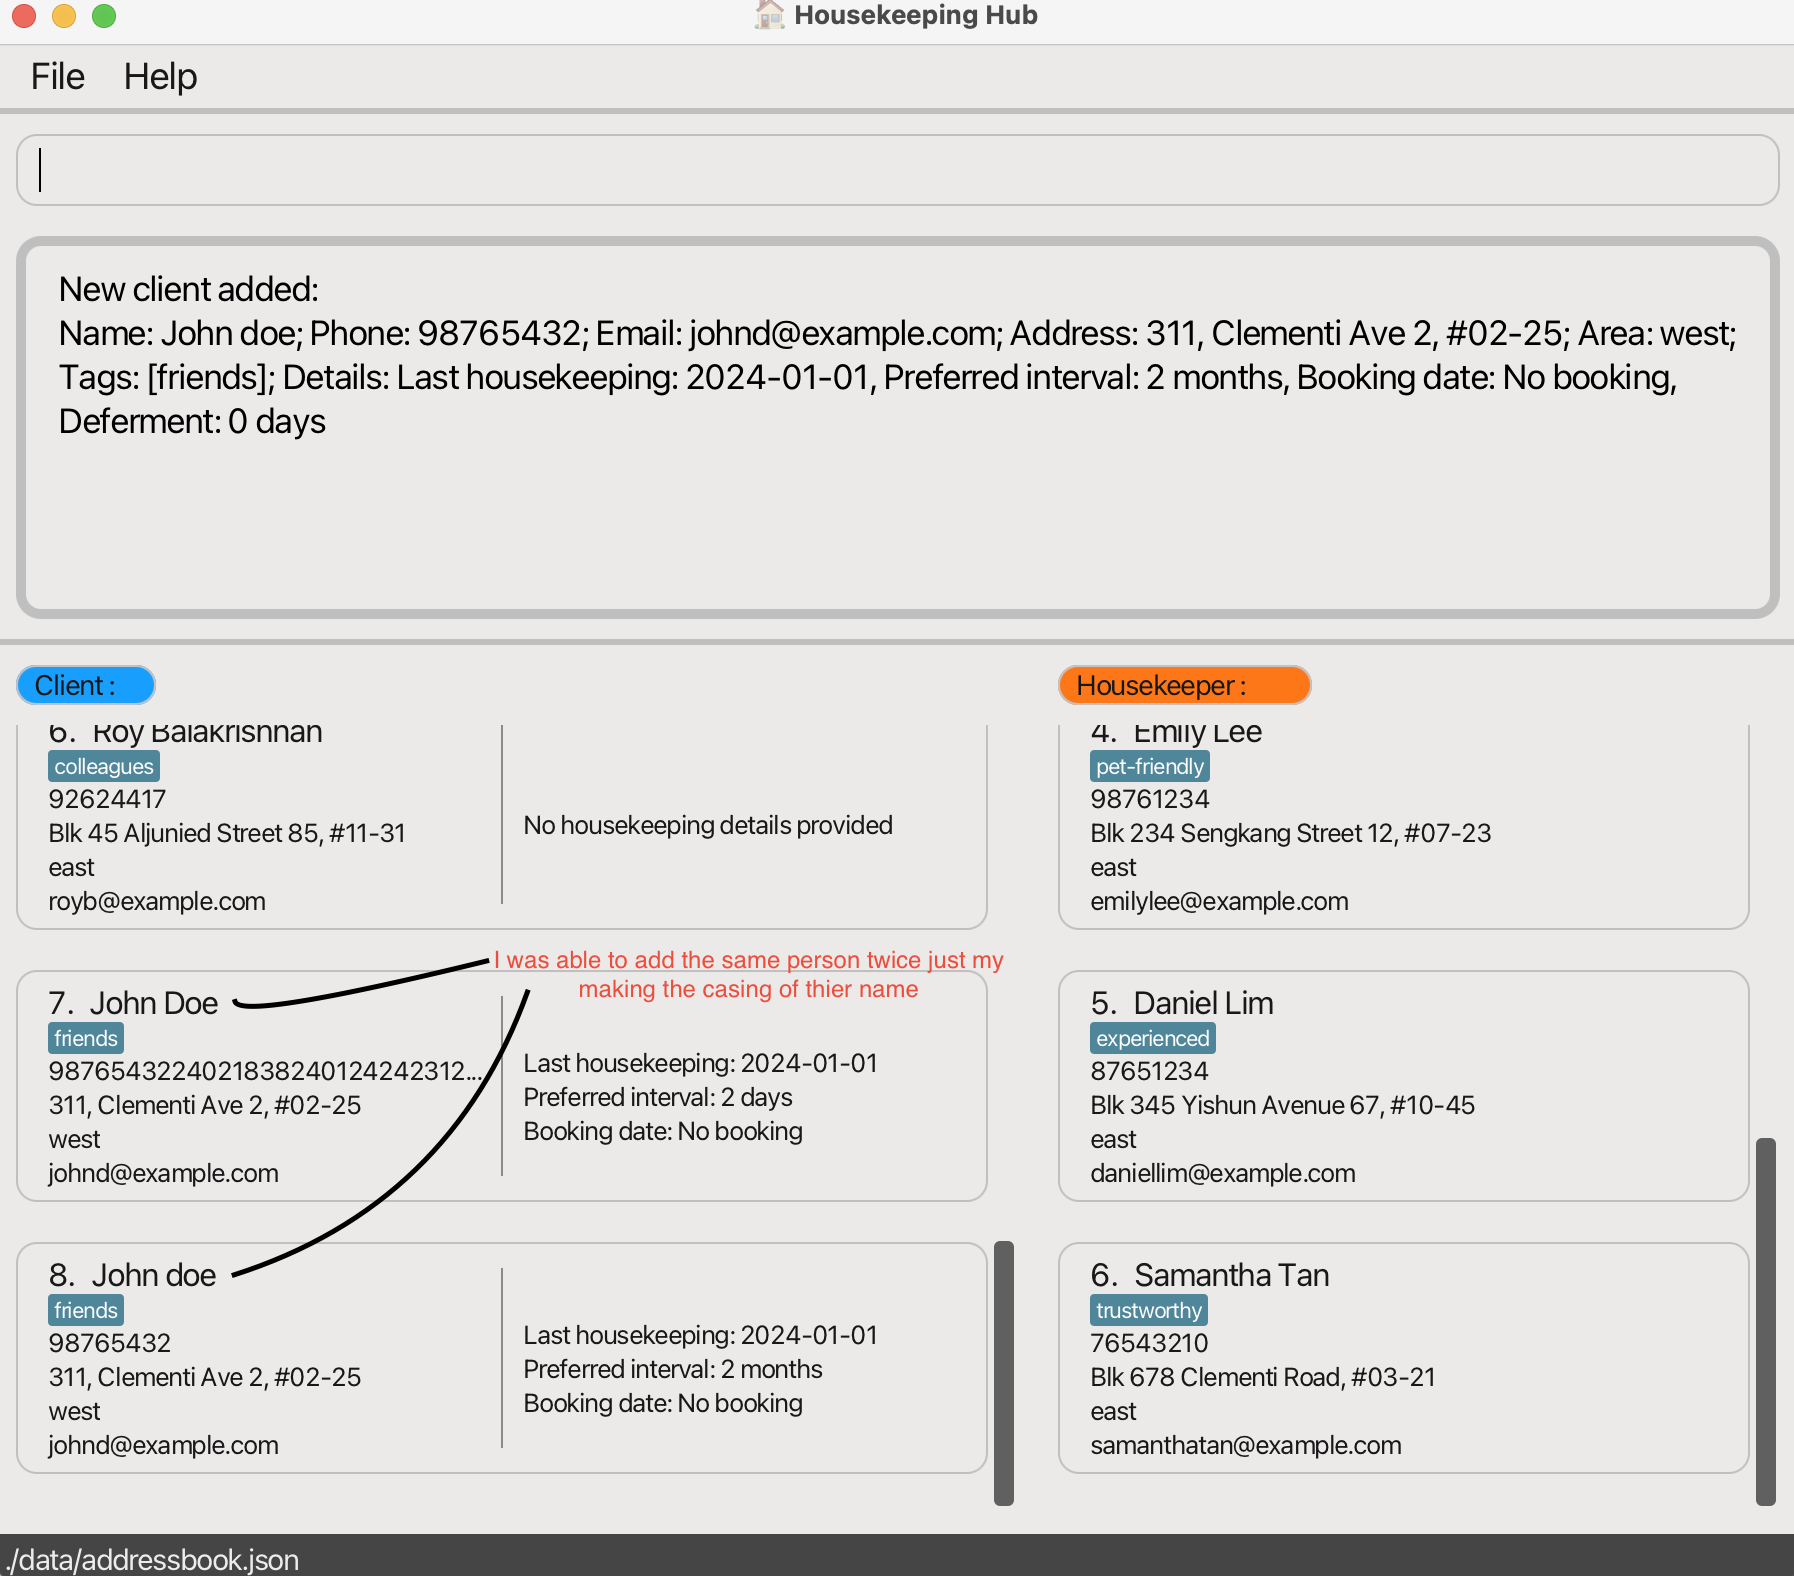 Housekeeping Hub
File Help
New client added:
Name: John doe; Phone: 98765432; Email: johnd@example.com; Address: 311, Clementi Ave 2, #02-25; Area: west;
Tags: [friends]; Details: Last housekeeping: 2024-01-01, Preferred interval: 2 months, Booking date: No booking,
Deferment: 0 days
Client :
6. Roy Balakrishnan
colleagues
92624417
Blk 45 Aljunied Street 85, #11-31
east
royb@example.com
No housekeeping details provided
I was able to add the same person twice just my
making the casing of thier name
7. John Doe
friends
9876543224021838240124242312...
311, Clementi Ave 2, #02-25
west
johnd@example.com
Last housekeeping: 2024-01-01
Preferred interval: 2 days
Booking date: No booking
8. John doe
friends
98765432
311, Clementi Ave 2, #02-25
west
johnd@example.com
Last housekeeping: 2024-01-01
Preferred interval: 2 months
Booking date: No booking
Housekeeper :
4. Emily Lee
pet-friendly
98761234
Blk 234 Sengkang Street 12, #07-23
east
emilylee@example.com
5. Daniel Lim
experienced
87651234
Blk 345 Yishun Avenue 67, #10-45
east
daniellim@example.com
6. Samantha Tan
trustworthy
76543210
Blk 678 Clementi Road, #03-21
east
samanthatan@example.com
./data/addressbook.json